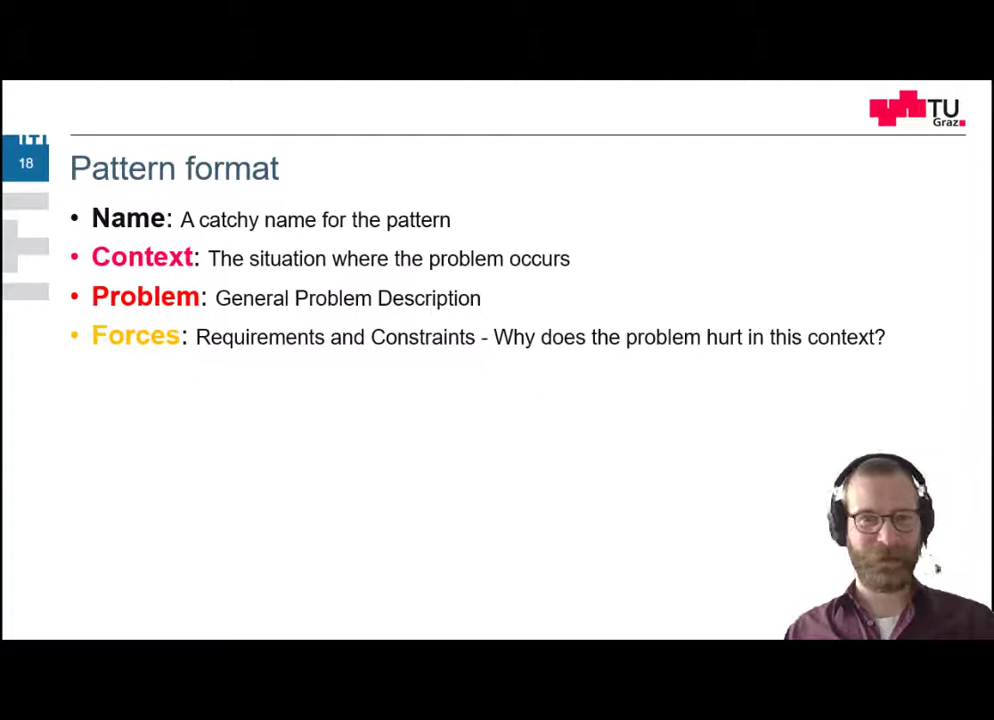 TU
Graz
18
Pattern format
• Name: A catchy name for the pattern
• Context: The situation where the problem occurs
• Problem: General Problem Description
• Forces: Requirements and Constraints - Why does the problem hurt in this context?